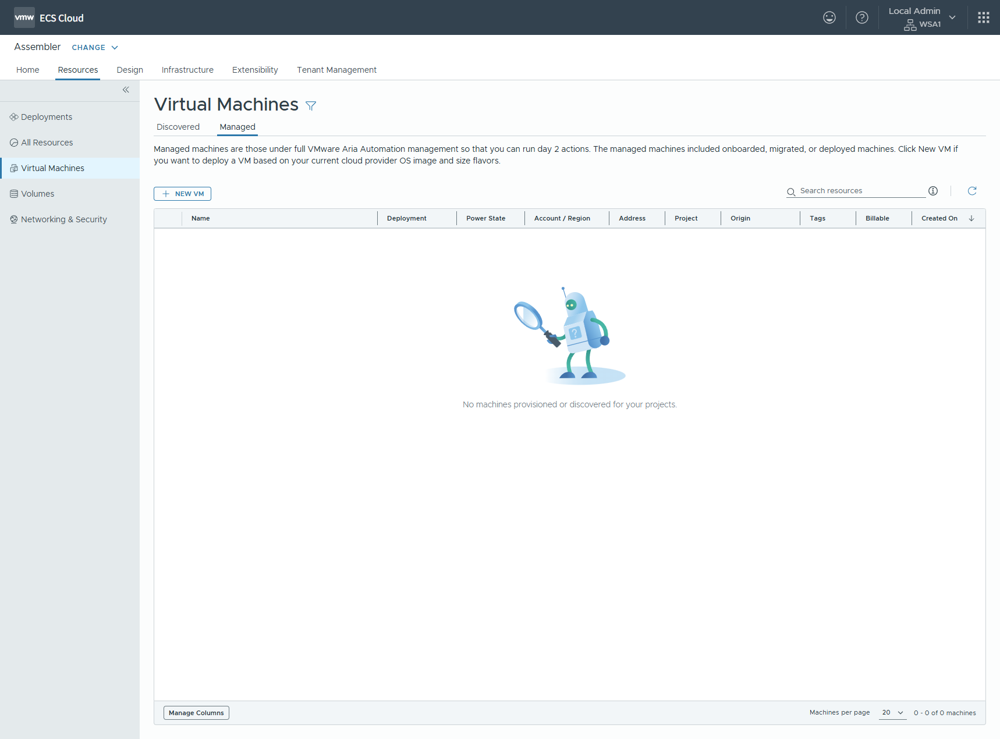 vmw ECS Cloud
Local Admin
WSA1
Assembler CHANGE
Home Resources Design Infrastructure Extensibility Tenant Management
Deployments
All Resources
Virtual Machines
Volumes
Networking & Security
Virtual Machines
Discovered Managed
Managed machines are those under full VMware Aria Automation management so that you can run day 2 actions. The managed machines included onboarded, migrated, or deployed machines. Click New VM if
you want to deploy a VM based on your current cloud provider OS image and size flavors.
NEW VM
Search resources
Name Deployment Power State Account / Region Address Project Origin Tags Billable Created On
?
No machines provisioned or discovered for your projects.
Manage Columns
Machines per page 20 0 - 0 of 0 machines